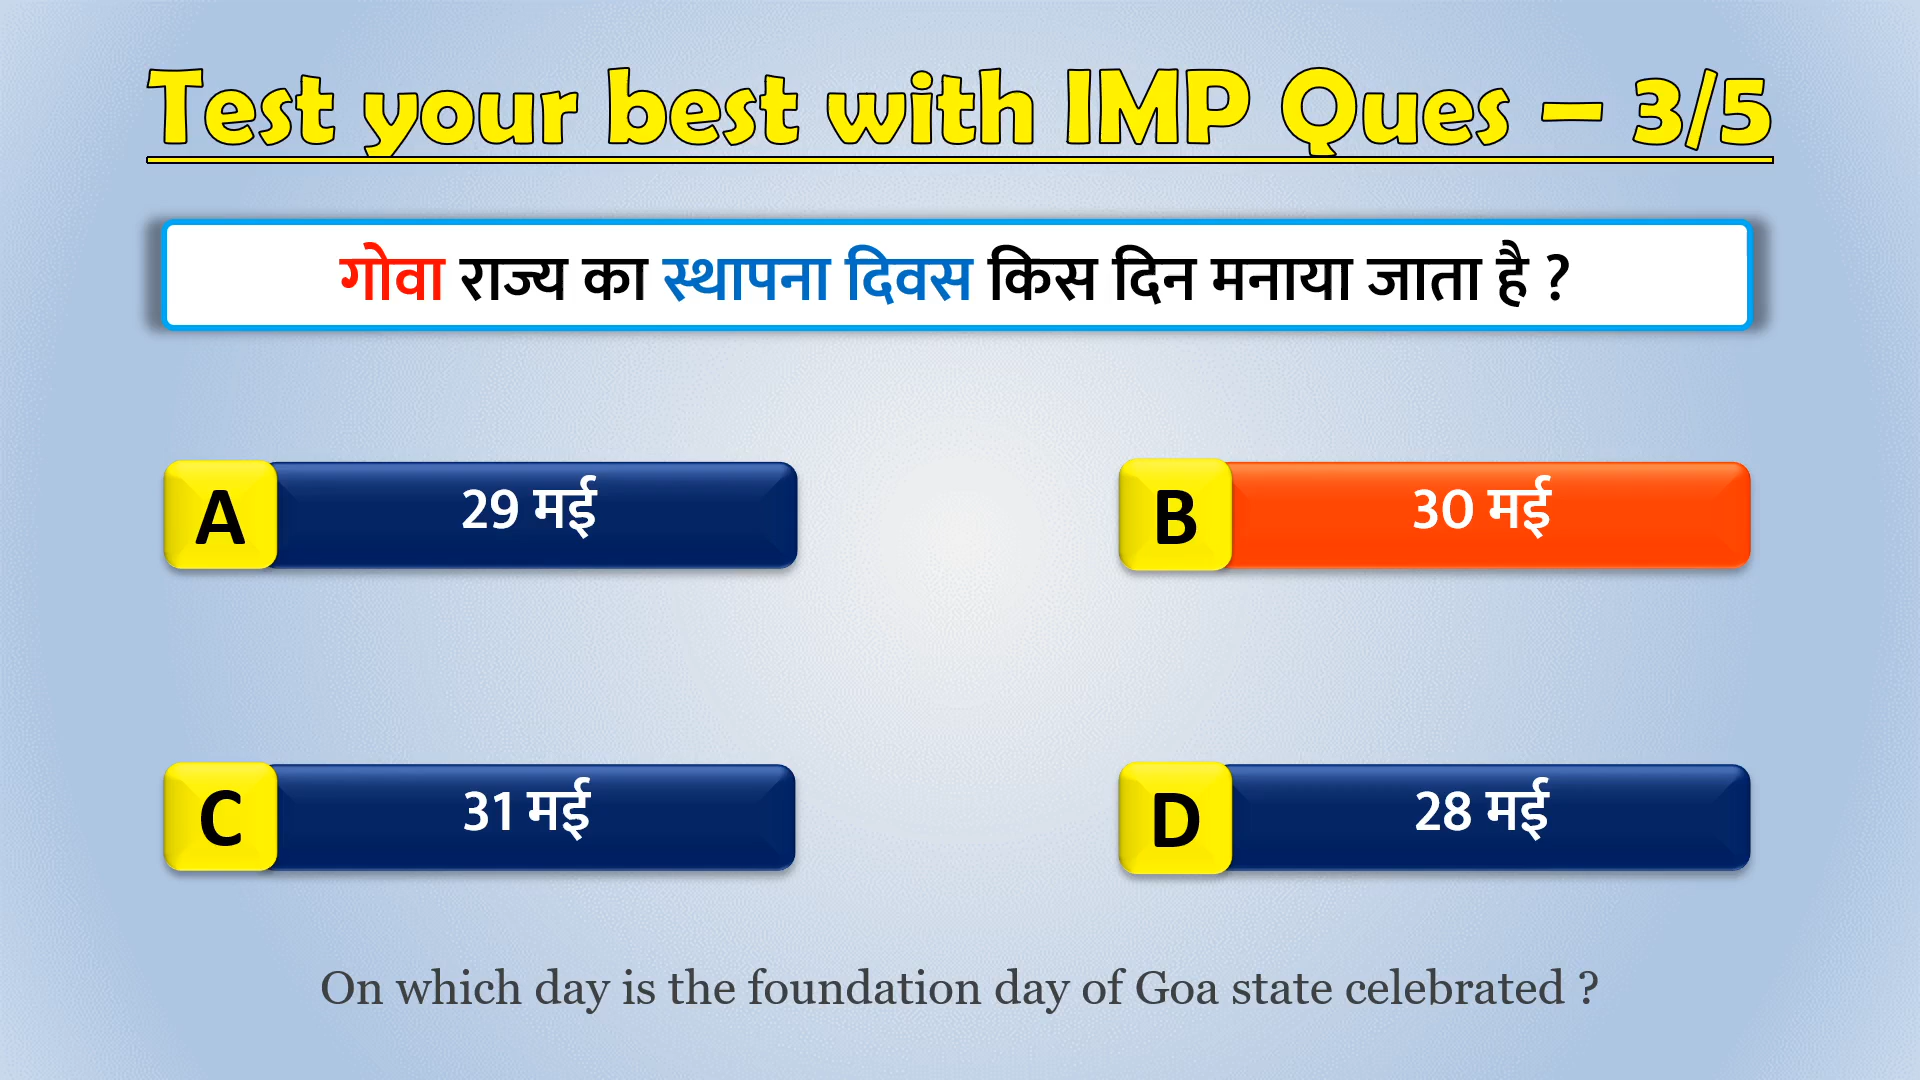 Test your best with IMP Ques – 3/5
गोवा राज्य का स्थापना दिवस किस दिन मनाया जाता है ?
A 29 मई
B 30 मई
C 31 मई
D 28 मई
On which day is the foundation day of Goa state celebrated ?